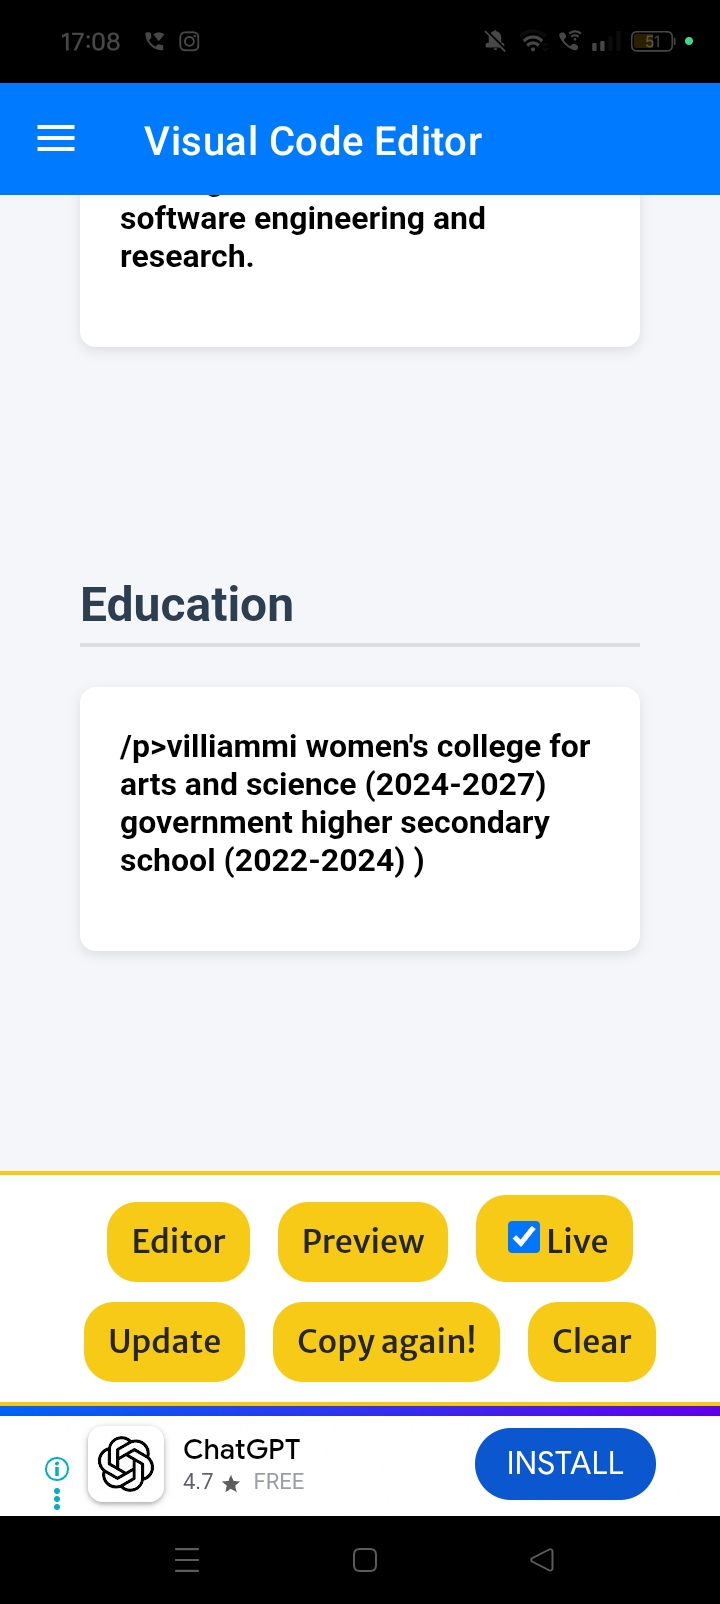 17:08
51
Visual Code Editor
software engineering and
research.
Education
/p>villiammi women's college for
arts and science (2024-2027)
government higher secondary
school (2022-2024) )
Editor
Preview
Live
Update
Copy again!
Clear
ChatGPT
4.7 ★ FREE
INSTALL